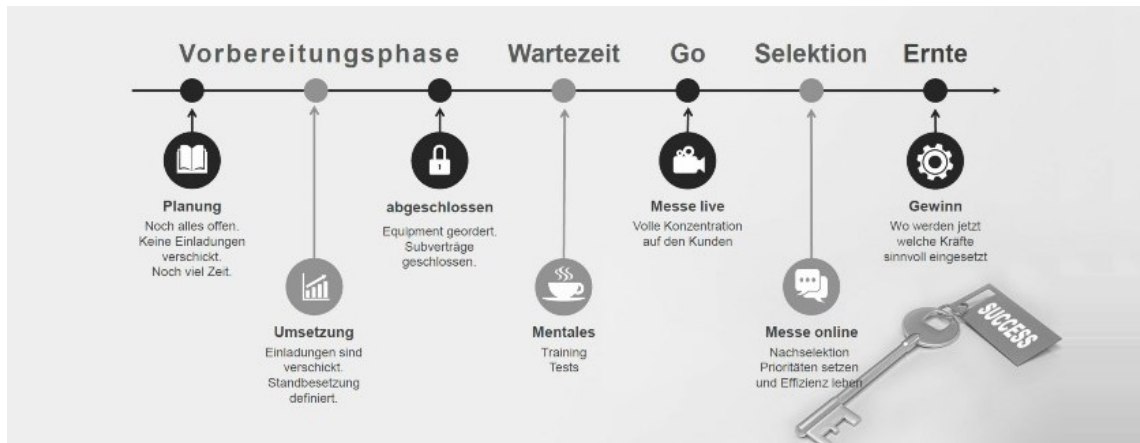 Vorbereitungsphase
Wartezeit
Go
Selektion
Ernte
Planung
Noch alles offen.
Keine Einladungen
verschickt.
Noch viel Zeit.
Umsetzung
Einladungen sind
verschickt.
Standbesetzung
definiert.
abgeschlossen
Equipment geordert.
Subverträge
geschlossen.
Mentales
Training
Tests
Messe live
Volle Konzentration
auf den Kunden
Messe online
Nachselektion
Prioritäten setzen
und Effizienz leben
Gewinn
Wo werden jetzt
welche Kräfte
sinnvoll eingesetzt
SUCCESS